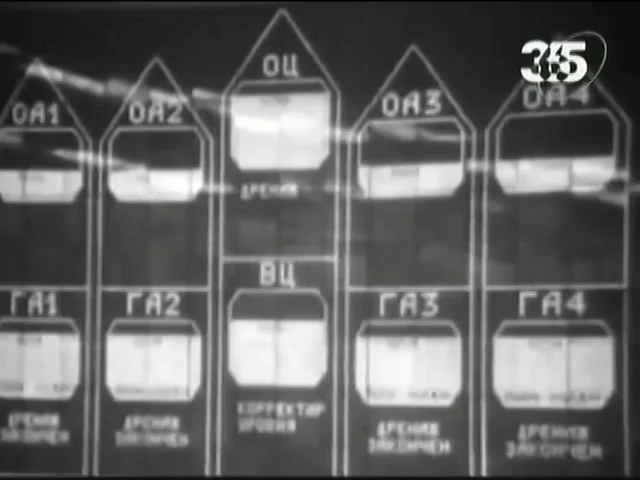 365
ОЦ
ОА1 ОА2 ОА3 ОА4
ДРЕНАЖ
ВЦ
ГА1 ГА2 ГА3 ГА4
КОРРЕКТИР
УРОВНЯ
ДРЕНАЖ ДРЕНАЖ ДРЕНАЖ ДРЕНАЖ
ЗАКОНЧЕН ЗАКОНЧЕН ЗАКОНЧЕН ЗАКОНЧЕН